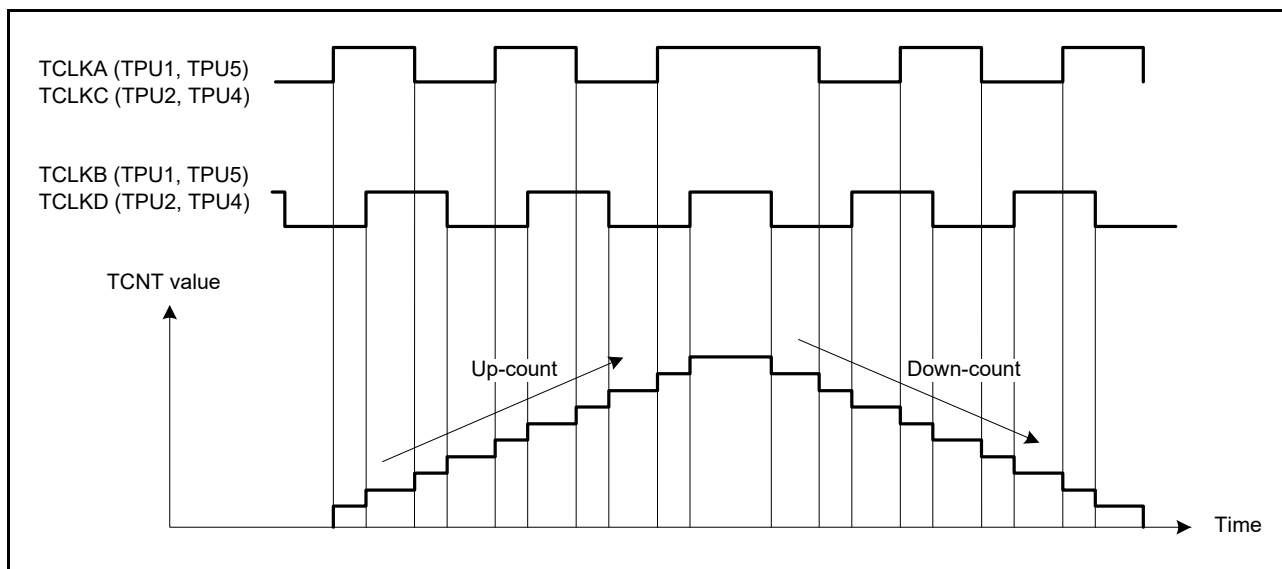 TCLKA (TPU1, TPU5)
TCLKC (TPU2, TPU4)
TCLKB (TPU1, TPU5)
TCLKD (TPU2, TPU4)
TCNT value
Up-count
Down-count
Time